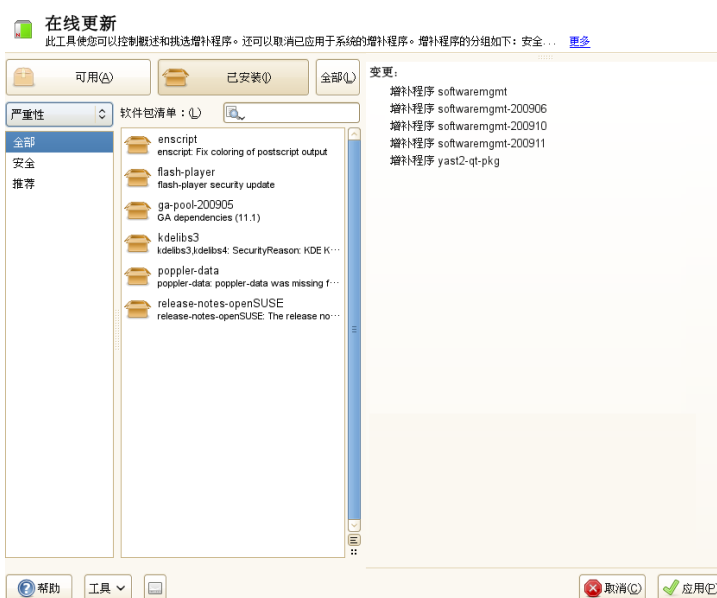 在线更新
此工具使您可以控制概述和挑选增补程序。还可以取消已应用于系统的增补程序。增补程序的分组如下：安全... 更多
可用(A)
已安装(I)
全部(L)
严重性
软件包清单：(L)
全部
安全
推荐
enscript
enscript: Fix coloring of postscript output
flash-player
flash-player security update
ga-pool-200905
GA dependencies (11.1)
kdelibs3
kdelibs3,kdelibs4: SecurityReason: KDE K···
poppler-data
poppler-data: poppler-data was missing f···
release-notes-openSUSE
release-notes-openSUSE: The release no···
变更:
增补程序 softwaremgmt
增补程序 softwaremgmt-200906
增补程序 softwaremgmt-200910
增补程序 softwaremgmt-200911
增补程序 yast2-qt-pkg
帮助
工具
取消(C)
应用(P)